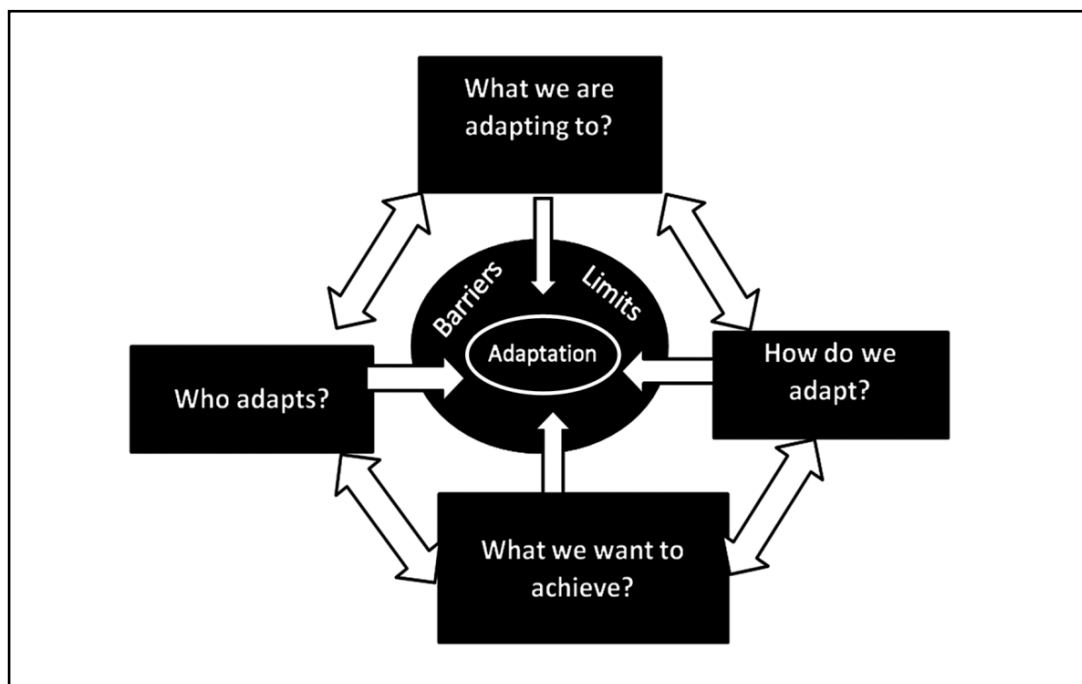 What we are
adapting to?
Barriers
Limits
Adaptation
Who adapts?
How do we
adapt?
What we want to
achieve?